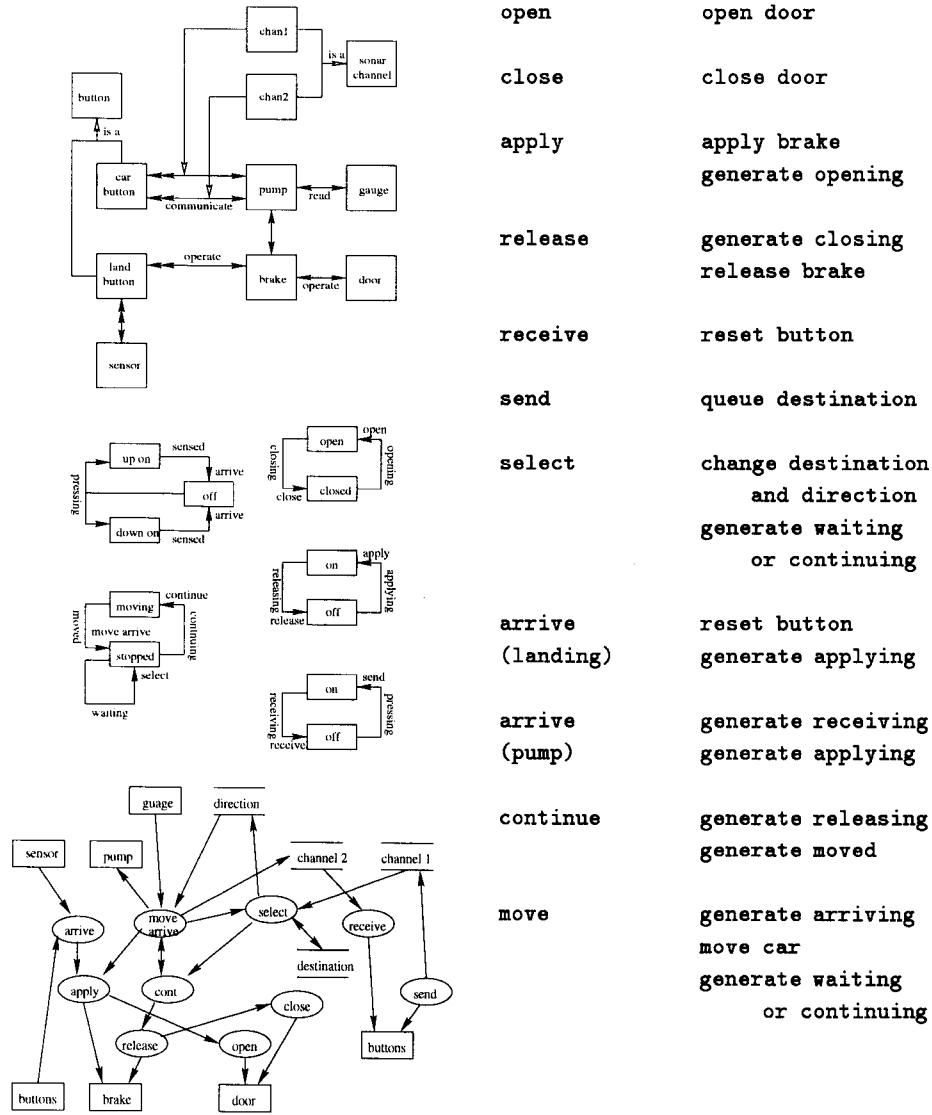 chan1
is a
sonar
channel
chan2
button
is a
car
button
communicate
pump
read
gauge
land
button
operate
brake
operate
door
sensor
up on
sensed
arrive
off
pressing
arrive
down on
sensed
open
open
closing
opening
close
closed
on
apply
releasing
applying
release
off
moving
continue
moved
move arrive
continuing
stopped
select
waiting
on
send
receiving
pressing
receive
off
guage
direction
sensor
pump
channel 2
channel 1
arrive
move
arrive
select
receive
destination
apply
cont
close
send
release
open
buttons
buttons
brake
door
open open door
close close door
apply apply brake
generate opening
release generate closing
release brake
receive reset button
send queue destination
select change destination
and direction
generate waiting
or continuing
arrive reset button
(landing) generate applying
arrive generate receiving
(pump) generate applying
continue generate releasing
generate moved
move generate arriving
move car
generate waiting
or continuing